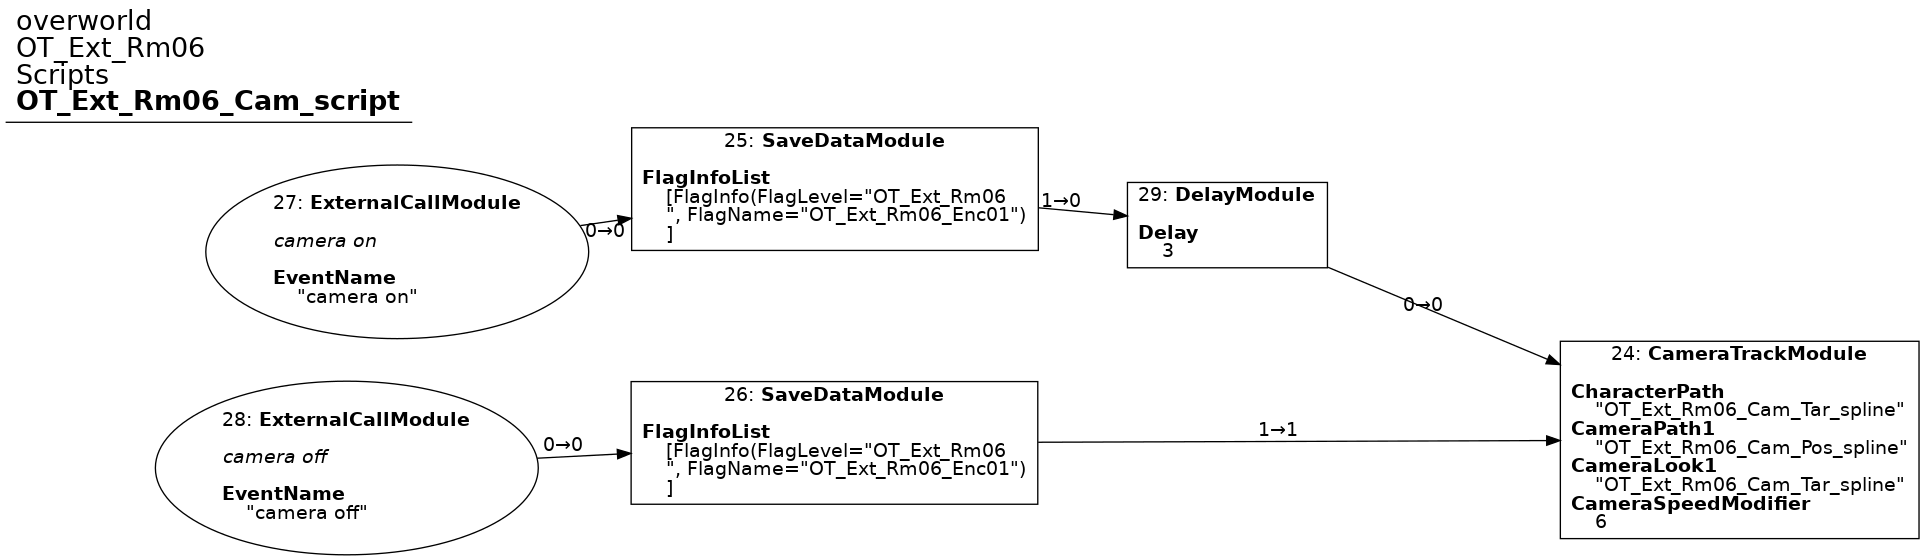 overworld
OT_Ext_Rm06
Scripts
OT_Ext_Rm06_Cam_script
27: ExternalCallModule
camera on
EventName
"camera on"
0→0
25: SaveDataModule
FlagInfoList
[FlagInfo(FlagLevel="OT_Ext_Rm06
", FlagName="OT_Ext_Rm06_Enc01")
]
1→0
29: DelayModule
Delay
3
0→0
28: ExternalCallModule
camera off
EventName
"camera off"
0→0
26: SaveDataModule
FlagInfoList
[FlagInfo(FlagLevel="OT_Ext_Rm06
", FlagName="OT_Ext_Rm06_Enc01")
]
1→1
24: CameraTrackModule
CharacterPath
"OT_Ext_Rm06_Cam_Tar_spline"
CameraPath1
"OT_Ext_Rm06_Cam_Pos_spline"
CameraLook1
"OT_Ext_Rm06_Cam_Tar_spline"
CameraSpeedModifier
6